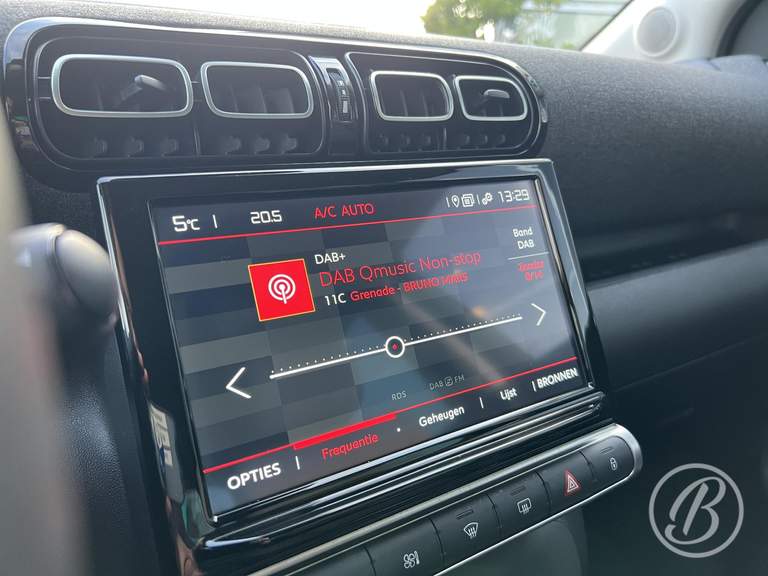 5°C 20.5 A/C AUTO 13:29
DAB+
DAB Qmusic Non-stop
11C Grenade - BRUNO MARS
Band
DAB
Zender
RDS DAB FM
OPTIES Frequentie Geheugen Lijst BRONNEN
B